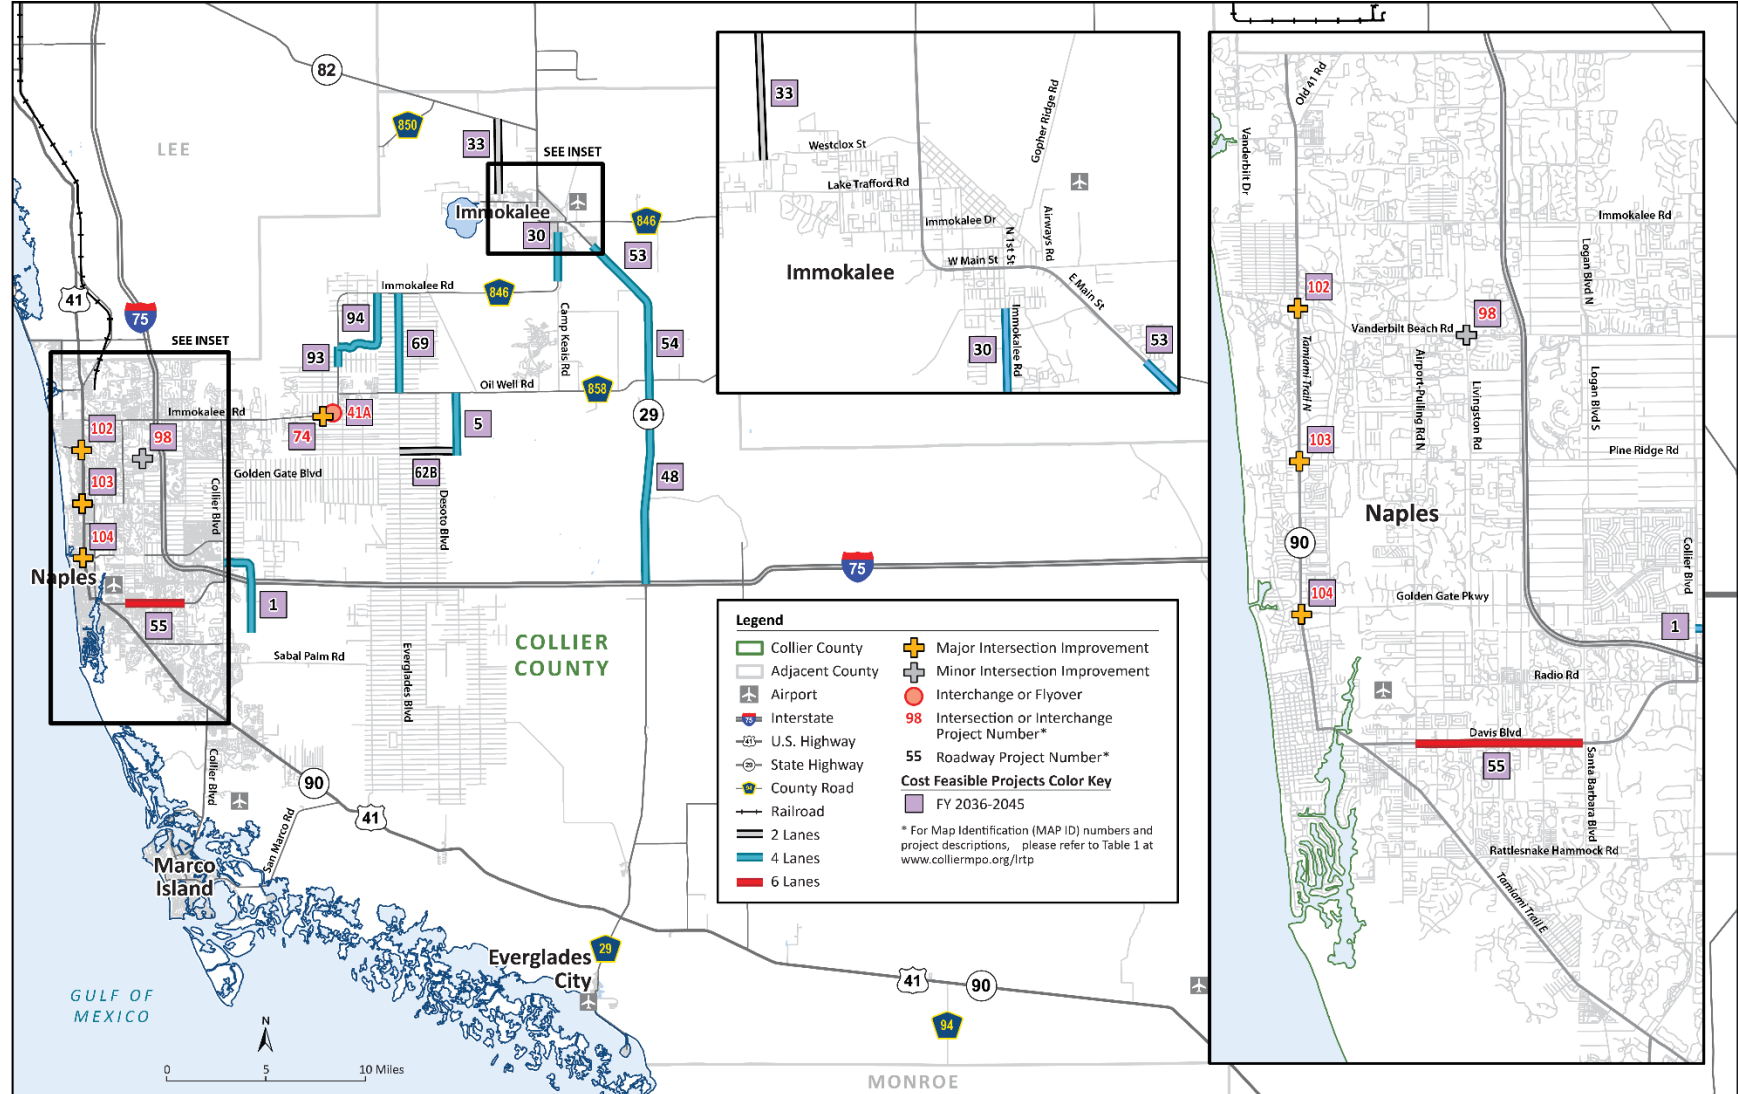 82
850
LEE
33
SEE INSET
Immokalee
30
846
53
41
75
Immokalee Rd
846
94
Camp Keais Rd
93
69
54
SEE INSET
Oil Well Rd
858
Immokalee Rd
41A
74
29
102
98
5
103
Golden Gate Blvd
62B
48
Collier Blvd
Desoto Blvd
104
75
Naples
1
55
COLLIER
COUNTY
Sabal Palm Rd
Everglades Blvd
Collier Blvd
90
41
San Marco Rd
Marco
Island
Everglades
City
29
41
90
94
GULF OF
MEXICO
N
0 5 10 Miles
MONROE
33
Gopher Ridge Rd
Westclox St
Lake Trafford Rd
Immokalee Dr
N 1st St
Airways Rd
W Main St
Immokalee
E Main St
Immokalee Rd
30
53
Legend
Collier County
Adjacent County
Airport
75
Interstate
41
U.S. Highway
29
State Highway
94
County Road
Railroad
2 Lanes
4 Lanes
6 Lanes
Major Intersection Improvement
Minor Intersection Improvement
Interchange or Flyover
98 Intersection or Interchange
Project Number*
55 Roadway Project Number*
Cost Feasible Projects Color Key
FY 2036-2045
* For Map Identification (MAP ID) numbers and
project descriptions, please refer to Table 1 at
www.colliermpo.org/lrtp
Old 41 Rd
Vanderbilt Dr
Immokalee Rd
Logan Blvd N
102
98
Vanderbilt Beach Rd
Tamiami Trail N
Airport-Pulling Rd N
Livingston Rd
Logan Blvd S
103
Pine Ridge Rd
Naples
90
Collier Blvd
104
Golden Gate Pkwy
1
Radio Rd
Davis Blvd
55
Santa Barbara Blvd
Rattlesnake Hammock Rd
Tamiami Trail E